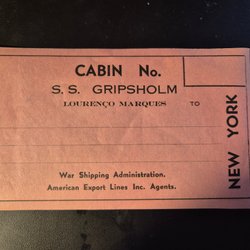 CABIN No.
S. S. GRIPSHOLM
LOURENÇO MARQUES TO
NEW YORK
War Shipping Administration.
American Export Lines Inc. Agents.